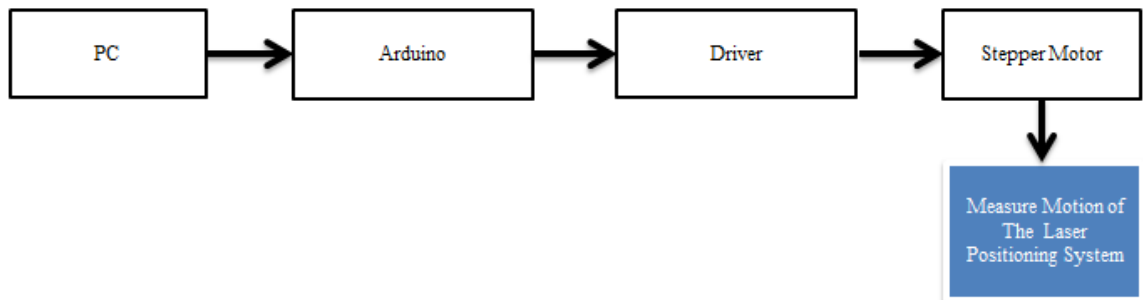 PC
Arduino
Driver
Stepper Motor
Measure Motion of
The Laser
Positioning System